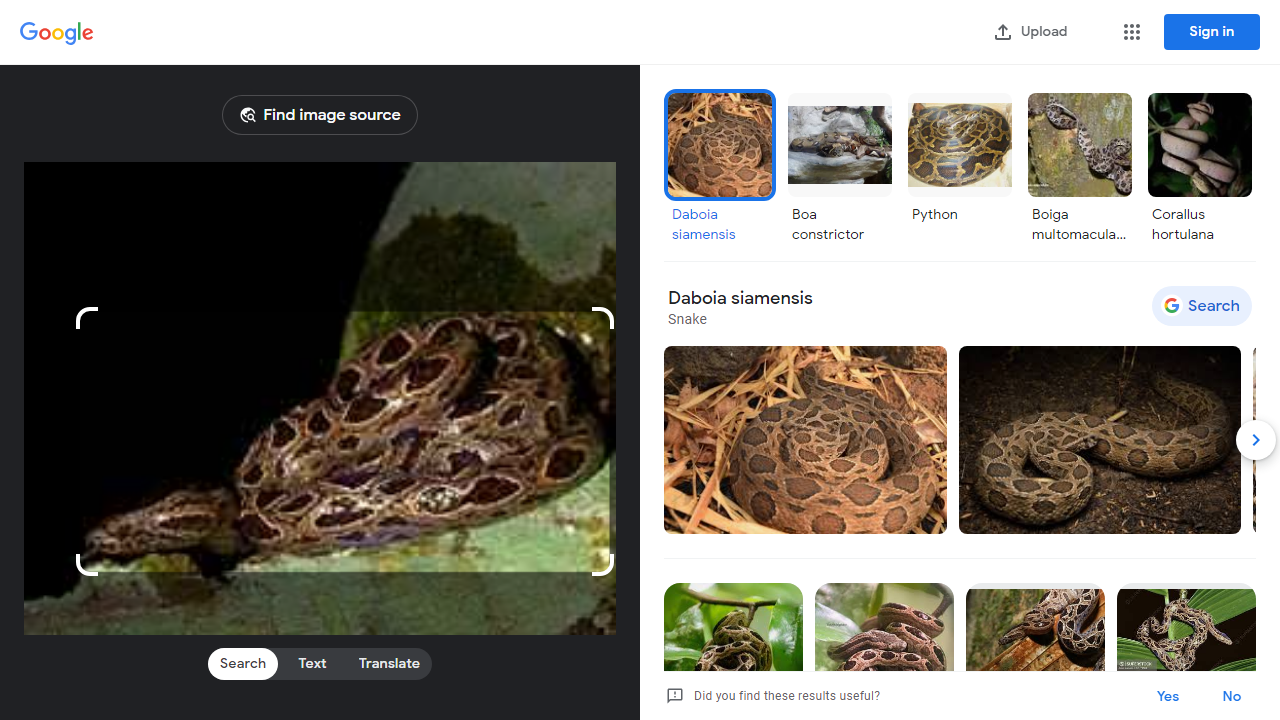 Google
Upload
Sign in
Find image source
Daboia
siamensis
Boa
constrictor
Python
Boiga
multomacula...
Corallus
hortulana
Daboia siamensis
Snake
Search
Search
Text
Translate
Did you find these results useful?
Yes
No